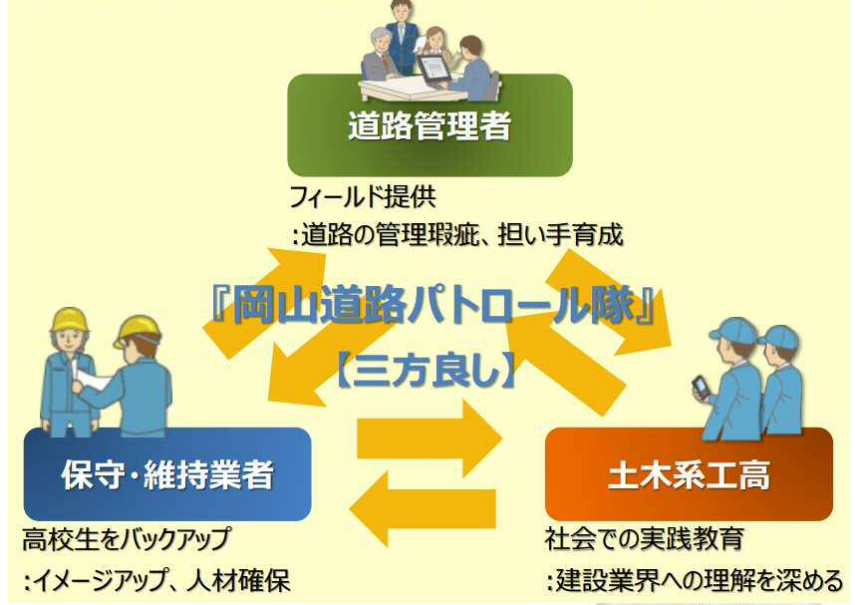 道路管理者
フィールド提供
:道路の管理瑕疵、担い手育成
『岡山道路パトロール隊』
【三方良し】
保守・維持業者
高校生をバックアップ
:イメージアップ、人材確保
土木系工高
社会での実践教育
:建設業界への理解を深める